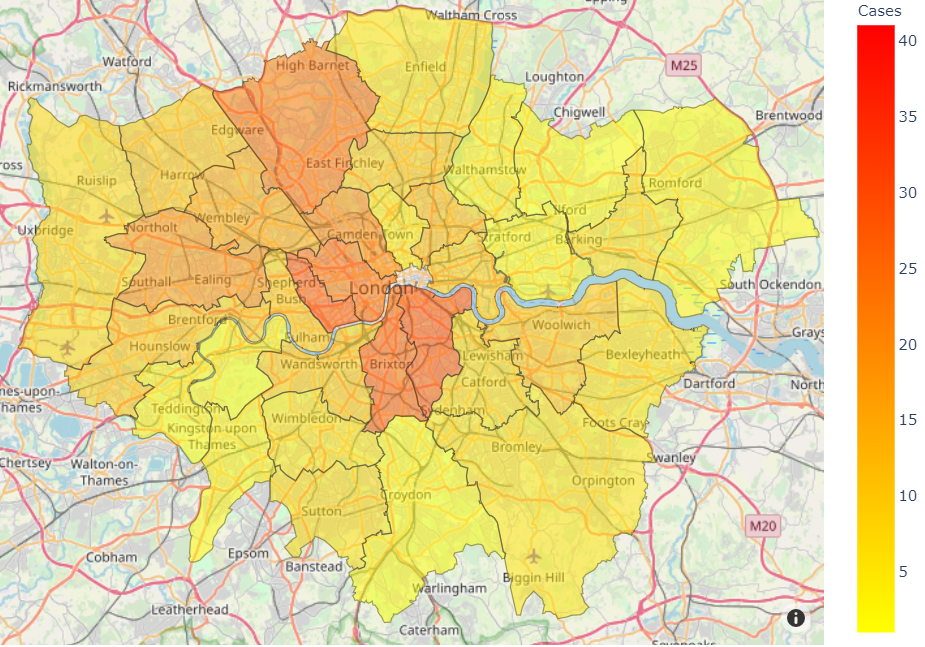 Cases
40
35
30
25
20
15
10
5
Waltham Cross
Watford
High Barnet
Enfield
M25
Loughton
Rickmansworth
Chigwell
Brentwood
Edgware
ross
East Finchley
Walthamstow
Harrow
Ruislip
Romford
Ilford
Wembley
Northolt
Uxbridge
Camden Town
Stratford
Barking
Southall
Ealing
Shepherd's
Bush
London
South Ockendon
Brentford
Woolwich
Grays
Hounslow
Fulham
Wandsworth
Brixton
Lewisham
Bexleyheath
Catford
Dartford
North
nes-upon-
hames
Teddington
Wimbledon
Sydenham
Foots Cray
Kingston upon
Thames
Bromley
Swanley
Chertsey
Walton-on-
Thames
Orpington
Croydon
Sutton
M20
Cobham
Epsom
Banstead
Biggin Hill
Warlingham
Leatherhead
Caterham